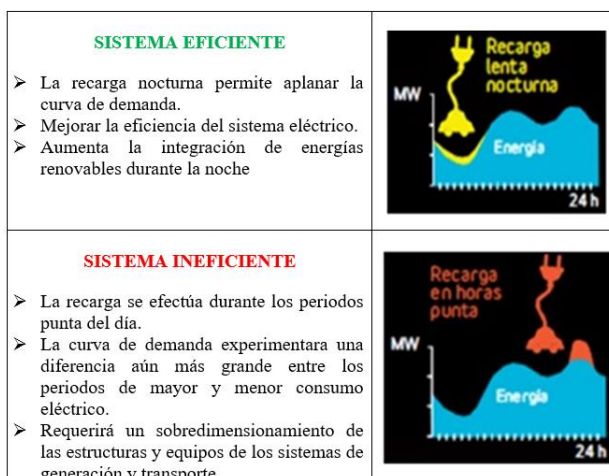 SISTEMA EFICIENTE
➢ La recarga nocturna permite aplanar la
curva de demanda.
➢ Mejorar la eficiencia del sistema eléctrico.
➢ Aumenta la integración de energías
renovables durante la noche
Recarga
lenta
nocturna
MW
Energía
24 h
SISTEMA INEFICIENTE
➢ La recarga se efectúa durante los periodos
punta del día.
➢ La curva de demanda experimentara una
diferencia aún más grande entre los
periodos de mayor y menor consumo
eléctrico.
➢ Requerirá un sobredimensionamiento de
las estructuras y equipos de los sistemas de
generación y transporte
Recarga
en horas
punta
MW
Energía
24 h